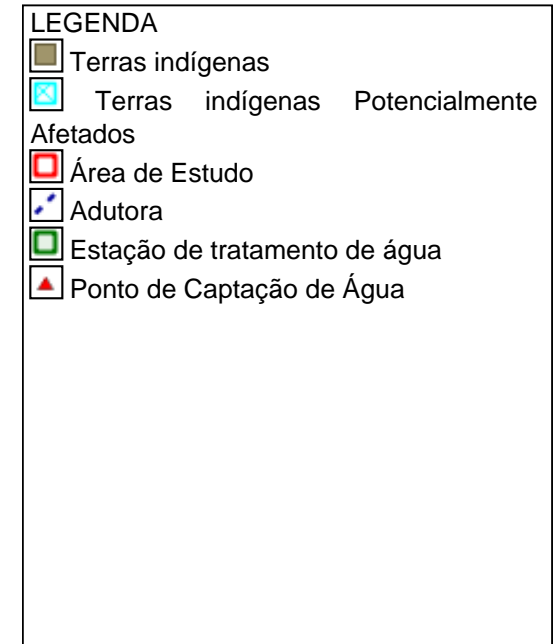 LEGENDA
Terras indígenas
Terras indígenas Potencialmente
Afetados
Área de Estudo
Adutora
Estação de tratamento de água
Ponto de Captação de Água